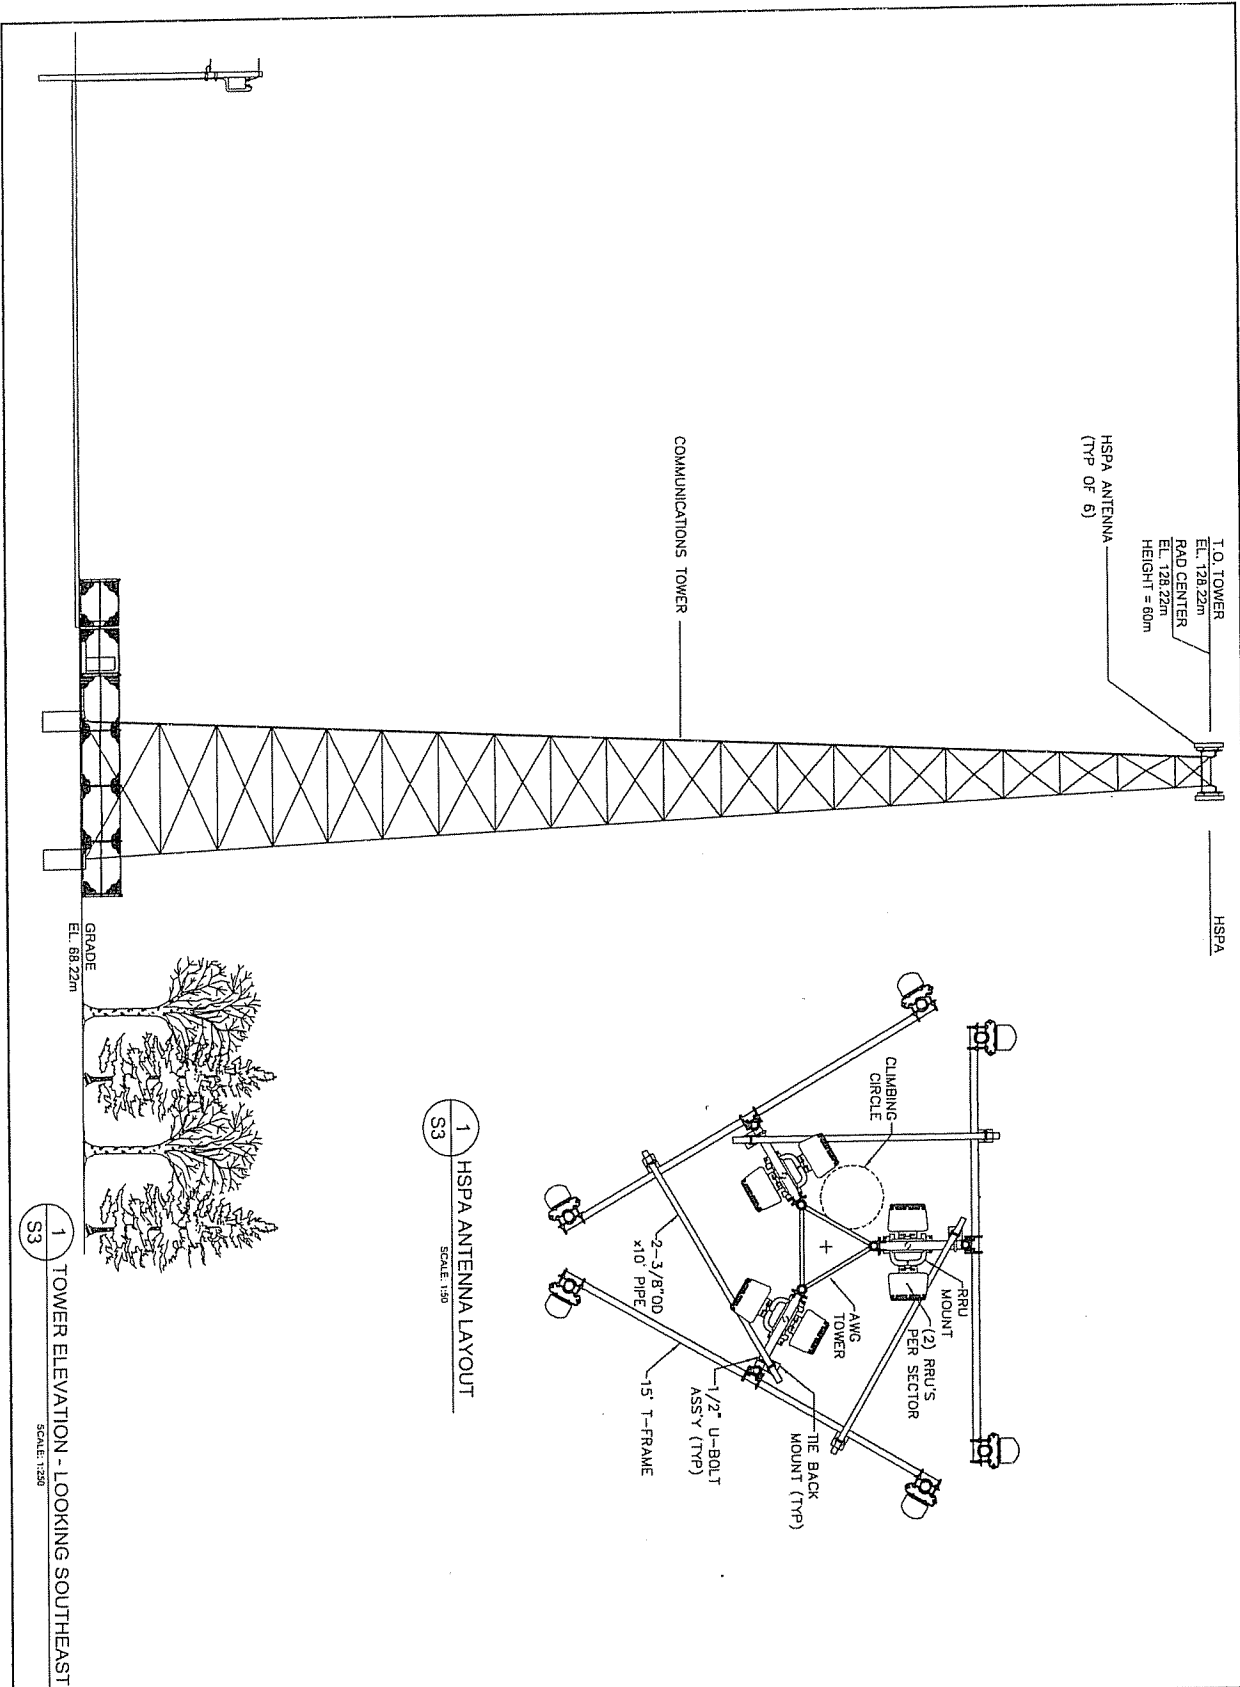 T.O. TOWER
EL. 128.22m
RAD CENTER
EL. 128.22m
HEIGHT = 60m
HSPA
HSPA ANTENNA
(TYP OF 6)
COMMUNICATIONS TOWER
GRADE
EL. 68.22m
CLIMBING
CIRCLE
RRU
MOUNT
(2) RRU'S
PER SECTOR
AWG
TOWER
TIE BACK
MOUNT (TYP)
1/2" U-BOLT
ASS'Y (TYP)
2-3/8"OD
x10' PIPE
15' T-FRAME
1
S3
HSPA ANTENNA LAYOUT
SCALE: 1:50
1
S3
TOWER ELEVATION - LOOKING SOUTHEAST
SCALE: 1:250